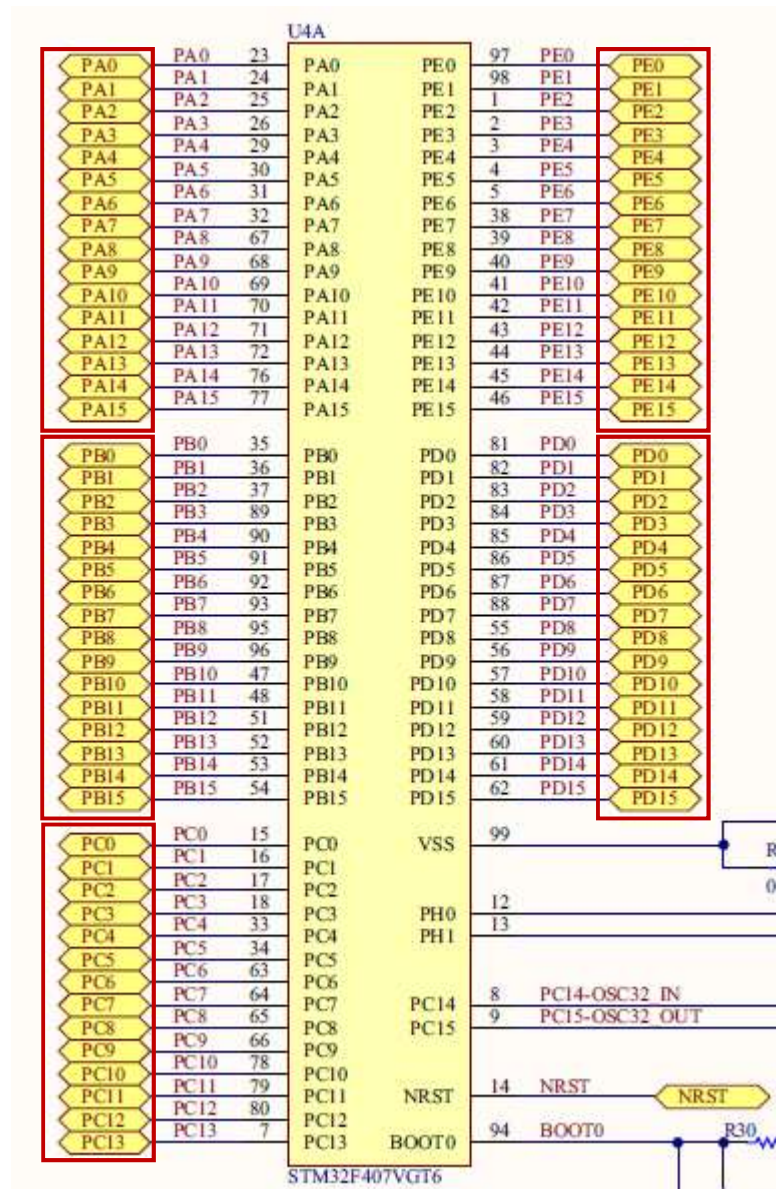 U4A
PA0 PA0 23 PA0 PE0 97 PE0 PE0
PA1 PA1 24 PA1 PE1 98 PE1 PE1
PA2 PA2 25 PA2 PE2 1 PE2 PE2
PA3 PA3 26 PA3 PE3 2 PE3 PE3
PA4 PA4 29 PA4 PE4 3 PE4 PE4
PA5 PA5 30 PA5 PE5 4 PE5 PE5
PA6 PA6 31 PA6 PE6 5 PE6 PE6
PA7 PA7 32 PA7 PE7 38 PE7 PE7
PA8 PA8 67 PA8 PE8 39 PE8 PE8
PA9 PA9 68 PA9 PE9 40 PE9 PE9
PA10 PA10 69 PA10 PE10 41 PE10 PE10
PA11 PA11 70 PA11 PE11 42 PE11 PE11
PA12 PA12 71 PA12 PE12 43 PE12 PE12
PA13 PA13 72 PA13 PE13 44 PE13 PE13
PA14 PA14 76 PA14 PE14 45 PE14 PE14
PA15 PA15 77 PA15 PE15 46 PE15 PE15
PB0 PB0 35 PB0 PD0 81 PD0 PD0
PB1 PB1 36 PB1 PD1 82 PD1 PD1
PB2 PB2 37 PB2 PD2 83 PD2 PD2
PB3 PB3 89 PB3 PD3 84 PD3 PD3
PB4 PB4 90 PB4 PD4 85 PD4 PD4
PB5 PB5 91 PB5 PD5 86 PD5 PD5
PB6 PB6 92 PB6 PD6 87 PD6 PD6
PB7 PB7 93 PB7 PD7 88 PD7 PD7
PB8 PB8 95 PB8 PD8 55 PD8 PD8
PB9 PB9 96 PB9 PD9 56 PD9 PD9
PB10 PB10 47 PB10 PD10 57 PD10 PD10
PB11 PB11 48 PB11 PD11 58 PD11 PD11
PB12 PB12 51 PB12 PD12 59 PD12 PD12
PB13 PB13 52 PB13 PD13 60 PD13 PD13
PB14 PB14 53 PB14 PD14 61 PD14 PD14
PB15 PB15 54 PB15 PD15 62 PD15 PD15
PC0 PC0 15 PC0 VSS 99
PC1 PC1 16 PC1 R
PC2 PC2 17 PC2 0
PC3 PC3 18 PC3 PH0 12
PC4 PC4 33 PC4 PH1 13
PC5 PC5 34 PC5
PC6 PC6 63 PC6
PC7 PC7 64 PC7 PC14 8 PC14-OSC32_IN
PC8 PC8 65 PC8 PC15 9 PC15-OSC32_OUT
PC9 PC9 66 PC9
PC10 PC10 78 PC10
PC11 PC11 79 PC11 NRST 14 NRST NRST
PC12 PC12 80 PC12
PC13 PC13 7 PC13 BOOT0 94 BOOT0 R30
STM32F407VGT6